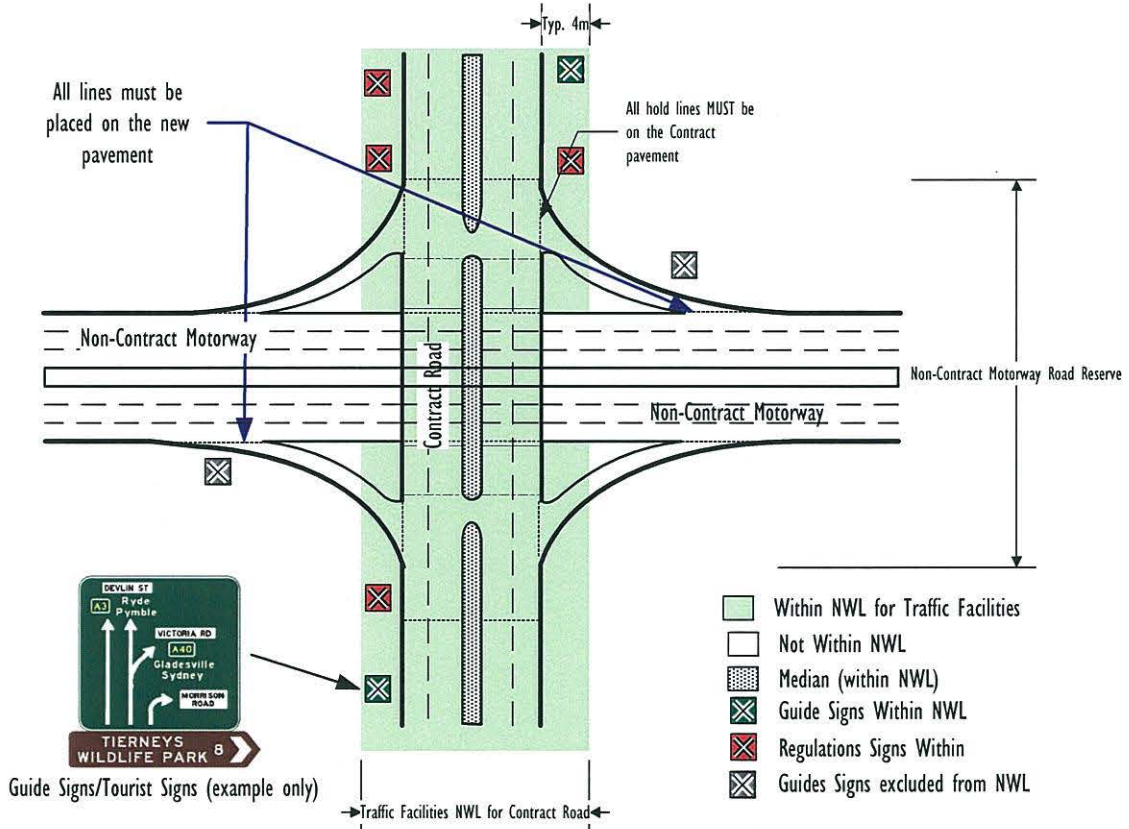 Typ. 4m
All lines must be
placed on the new
pavement
All hold lines MUST be
on the Contract
pavement
Non-Contract Motorway
Contract Road
Non-Contract Motorway
Non-Contract Motorway Road Reserve
DEVLIN ST
A3
Ryde
Pymble
VICTORIA RD
A40
Gladesville
Sydney
MORRISON
ROAD
TIERNEYS
WILDLIFE PARK 8
Guide Signs/Tourist Signs (example only)
Traffic Facilities NWL for Contract Road
Within NWL for Traffic Facilities
Not Within NWL
Median (within NWL)
Guide Signs Within NWL
Regulations Signs Within
Guides Signs excluded from NWL